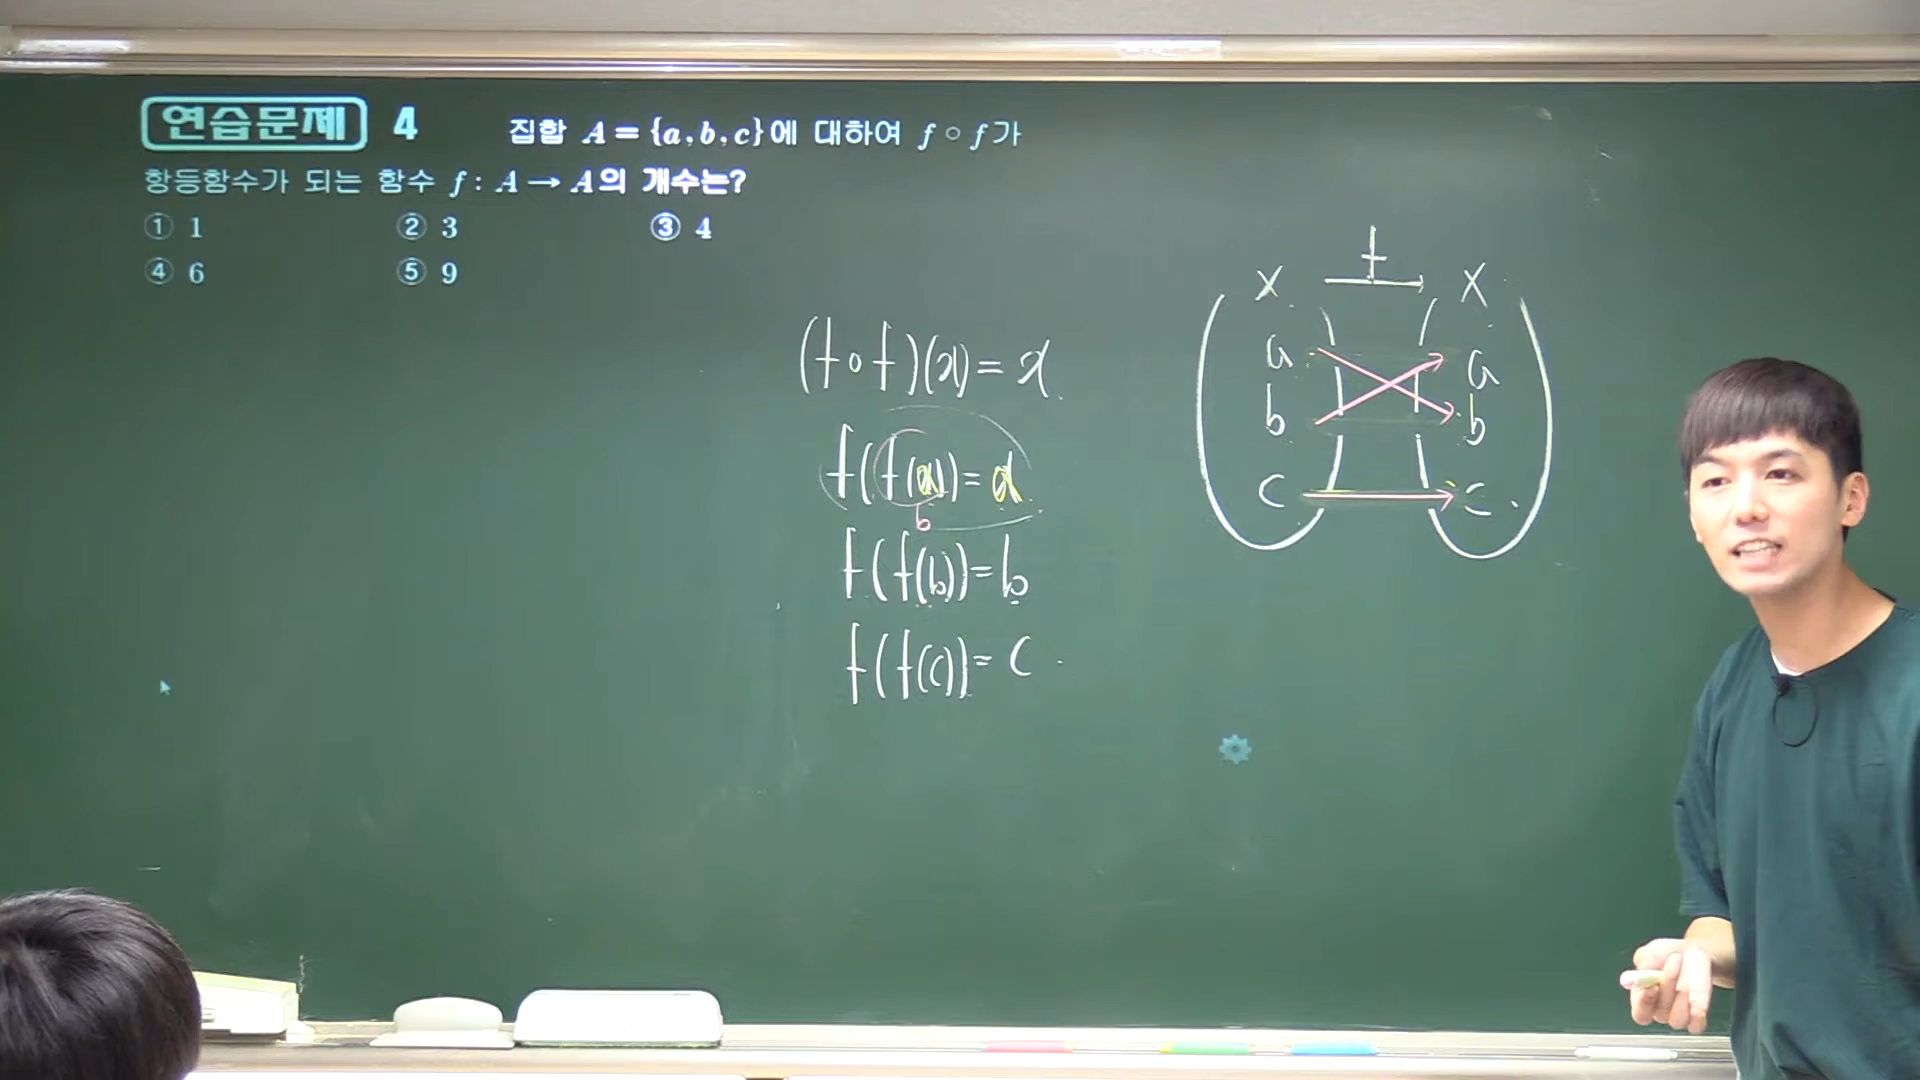 연습문제 4 집합 A = {a, b, c}에 대하여 f ∘ f가
항등함수가 되는 함수 f : A → A의 개수는?
① 1 ② 3 ③ 4
④ 6 ⑤ 9
(f∘f)(x) = x
f(f(a)) = a
b
f(f(b)) = b
f(f(c)) = c
f
X → X
a a
b b
c c